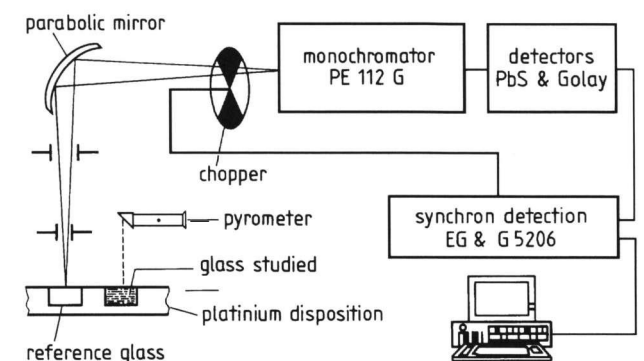 parabolic mirror
monochromator
PE 112 G
detectors
PbS & Golay
chopper
synchron detection
EG & G 5206
pyrometer
glass studied
platinium disposition
reference glass